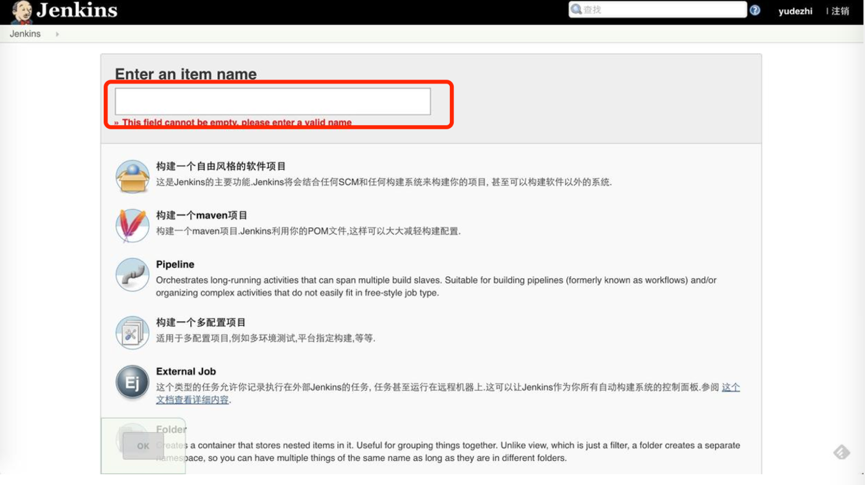 Jenkins
查找
yudezhi
注销
Jenkins
Enter an item name
» This field cannot be empty, please enter a valid name
构建一个自由风格的软件项目
这是Jenkins的主要功能.Jenkins将会结合任何SCM和任何构建系统来构建你的项目, 甚至可以构建软件以外的系统.
构建一个maven项目
构建一个maven项目.Jenkins利用你的POM文件,这样可以大大减轻构建配置.
Pipeline
Orchestrates long-running activities that can span multiple build slaves. Suitable for building pipelines (formerly known as workflows) and/or
organizing complex activities that do not easily fit in free-style job type.
构建一个多配置项目
适用于多配置项目,例如多环境测试,平台指定构建,等等.
External Job
Ej
这个类型的任务允许你记录执行在外部Jenkins的任务, 任务甚至运行在远程机器上.这可以让Jenkins作为你所有自动构建系统的控制面板.参阅 这个
文档查看详细内容.
Folder
OK
Creates a container that stores nested items in it. Useful for grouping things together. Unlike view, which is just a filter, a folder creates a separate
namespace, so you can have multiple things of the same name as long as they are in different folders.